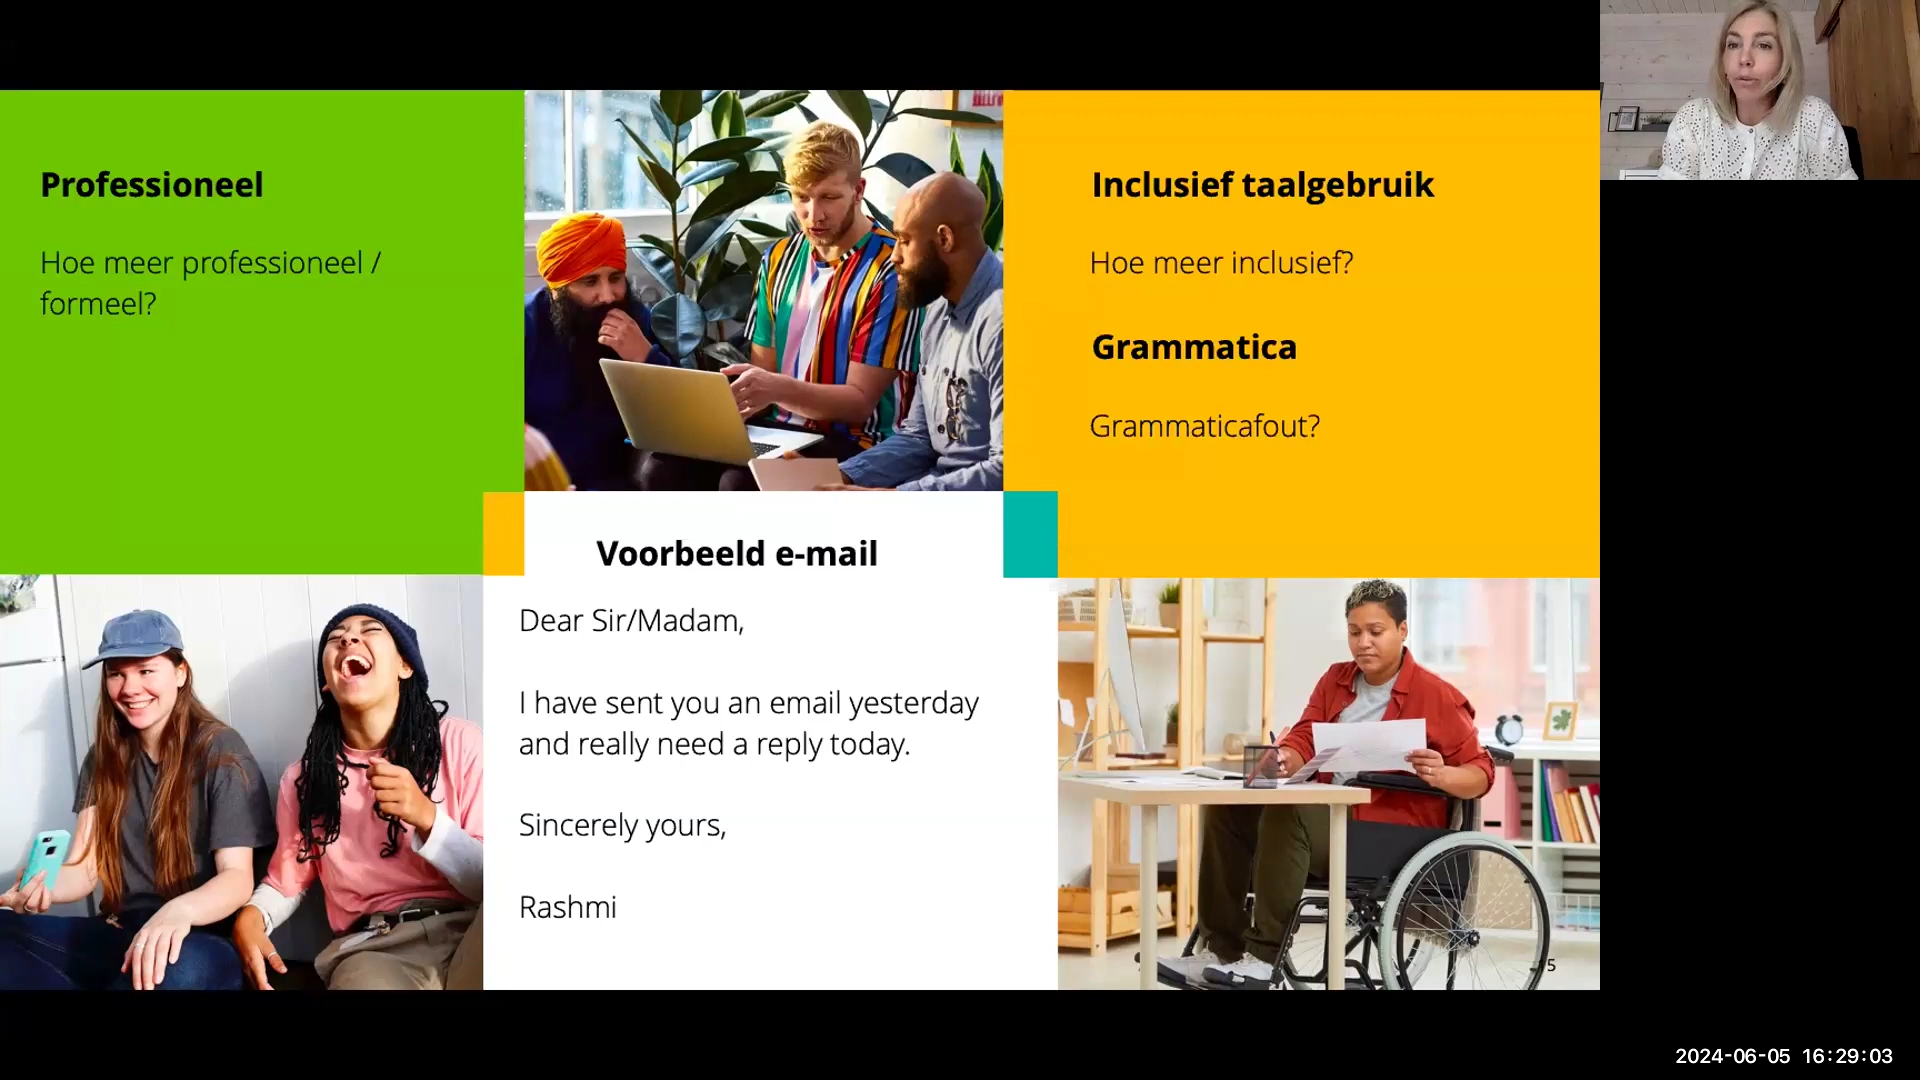 Professioneel
Hoe meer professioneel /
formeel?
Inclusief taalgebruik
Hoe meer inclusief?
Grammatica
Grammaticafout?
Voorbeeld e-mail
Dear Sir/Madam,
I have sent you an email yesterday
and really need a reply today.
Sincerely yours,
Rashmi
15
2024-06-05 16:29:03